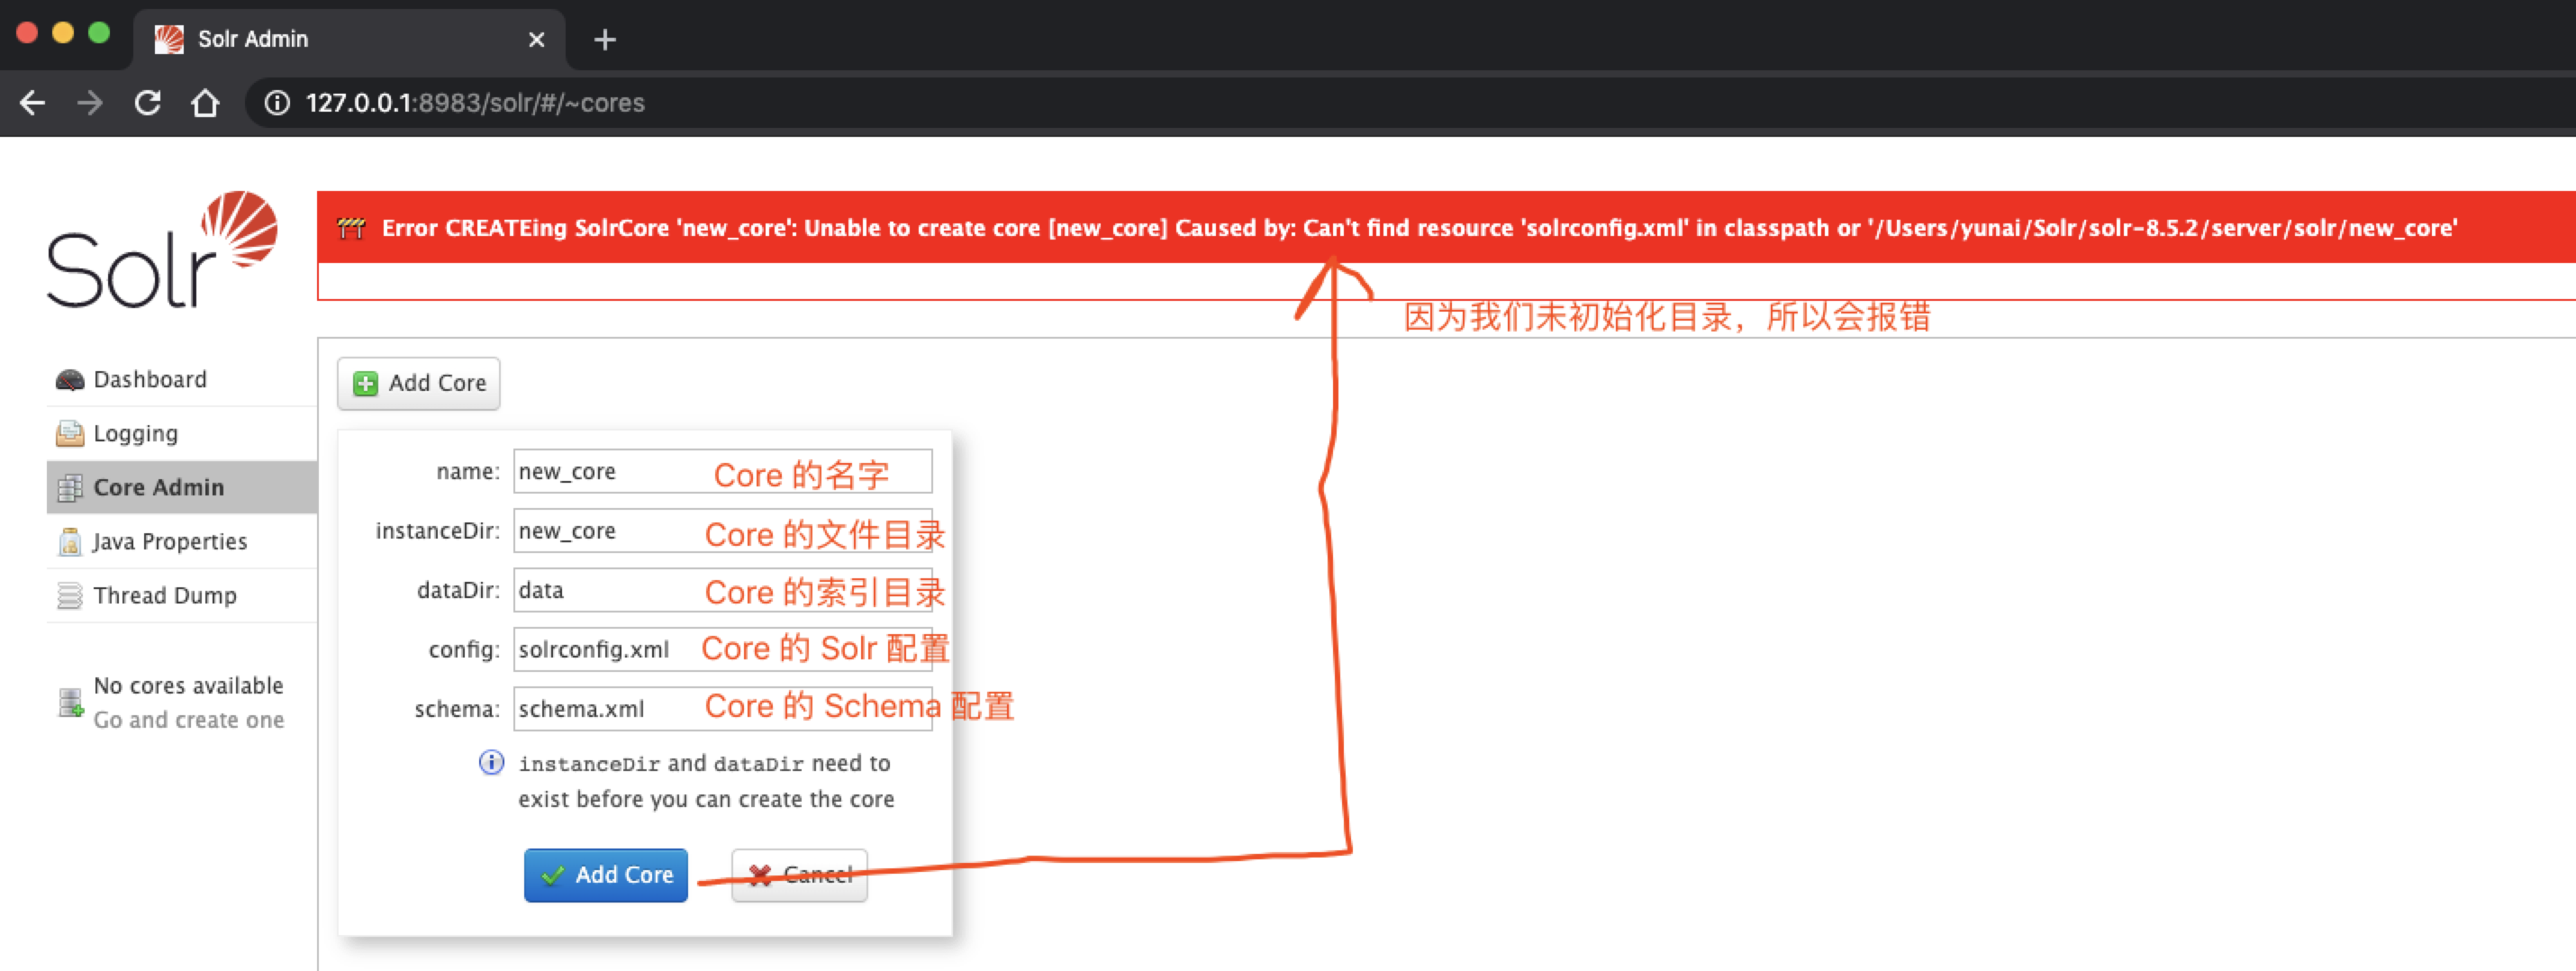 Solr Admin
127.0.0.1:8983/solr/#/~cores
Solr
Error CREATEing SolrCore 'new_core': Unable to create core [new_core] Caused by: Can't find resource 'solrconfig.xml' in classpath or '/Users/yunai/Solr/solr-8.5.2/server/solr/new_core'
因为我们未初始化目录，所以会报错
Dashboard
Logging
Core Admin
Java Properties
Thread Dump
No cores available
Go and create one
Add Core
name: new_core Core 的名字
instanceDir: new_core Core 的文件目录
dataDir: data Core 的索引目录
config: solrconfig.xml Core 的 Solr 配置
schema: schema.xml Core 的 Schema 配置
instanceDir and dataDir need to
exist before you can create the core
Add Core Cancel